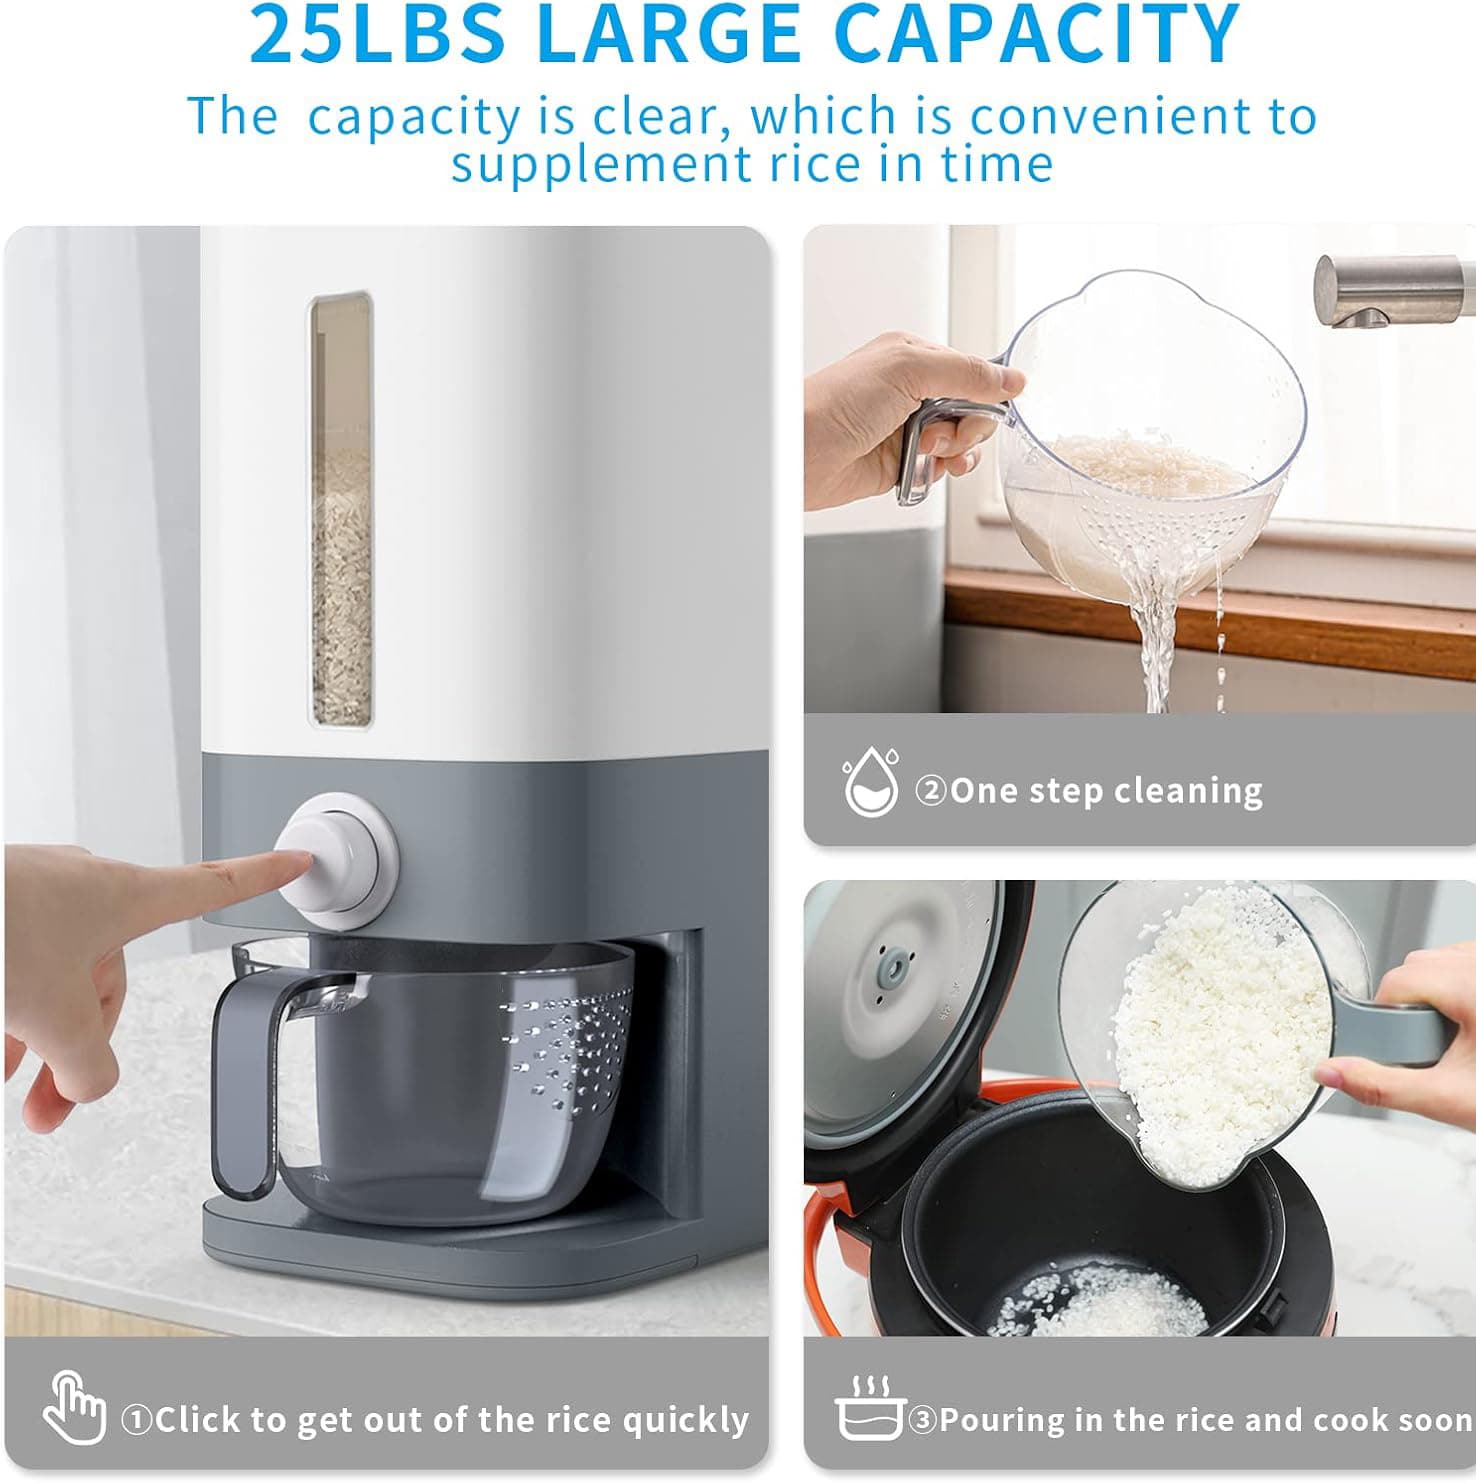 25LBS LARGE CAPACITY
The capacity is clear, which is convenient to
supplement rice in time
①Click to get out of the rice quickly
②One step cleaning
③Pouring in the rice and cook soon